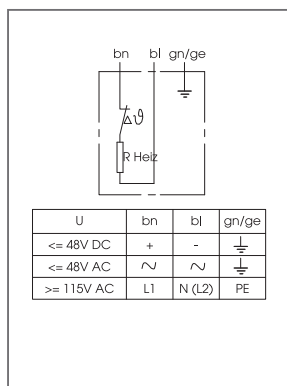 bn bl gn/ge
Δϑ
R Heiz
U bn bl gn/ge
<= 48V DC + - ⏚
<= 48V AC ~ ~ ⏚
>= 115V AC L1 N (L2) PE